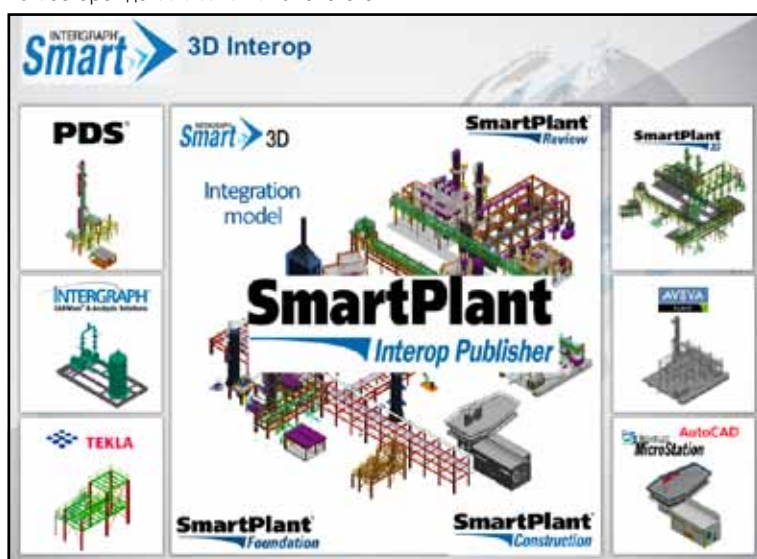 INTERGRAPH
Smart
3D Interop
PDS
INTERGRAPH
TEKLA
Smart 3D
SmartPlant
Review
Integration
model
SmartPlant
Interop Publisher
SmartPlant
Foundation
SmartPlant
Construction
SmartPlant
AVEVA
AutoCAD
MicroStation